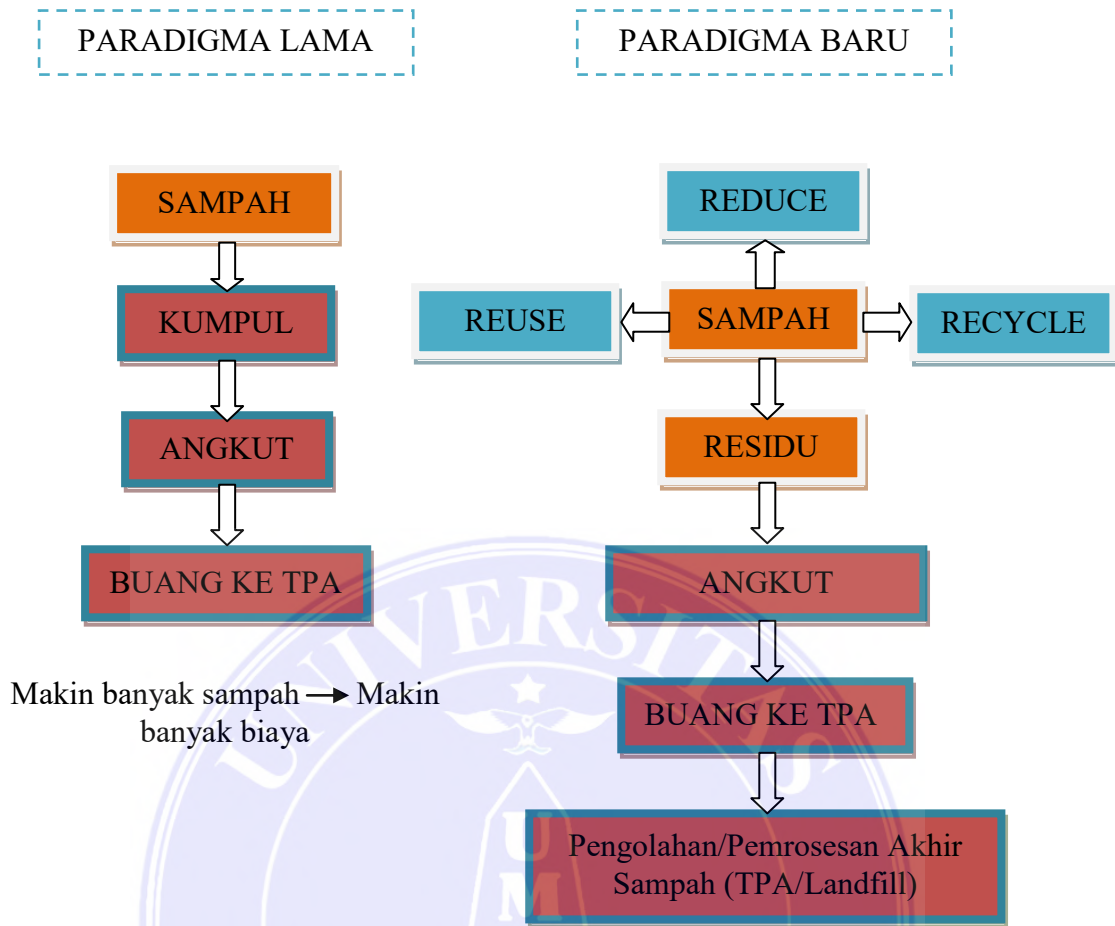 PARADIGMA LAMA
PARADIGMA BARU
SAMPAH
KUMPUL
ANGKUT
BUANG KE TPA
Makin banyak sampah → Makin
banyak biaya
REDUCE
REUSE
SAMPAH
RECYCLE
RESIDU
ANGKUT
BUANG KE TPA
Pengolahan/Pemrosesan Akhir
Sampah (TPA/Landfill)
UNIVERSITAS
U
M